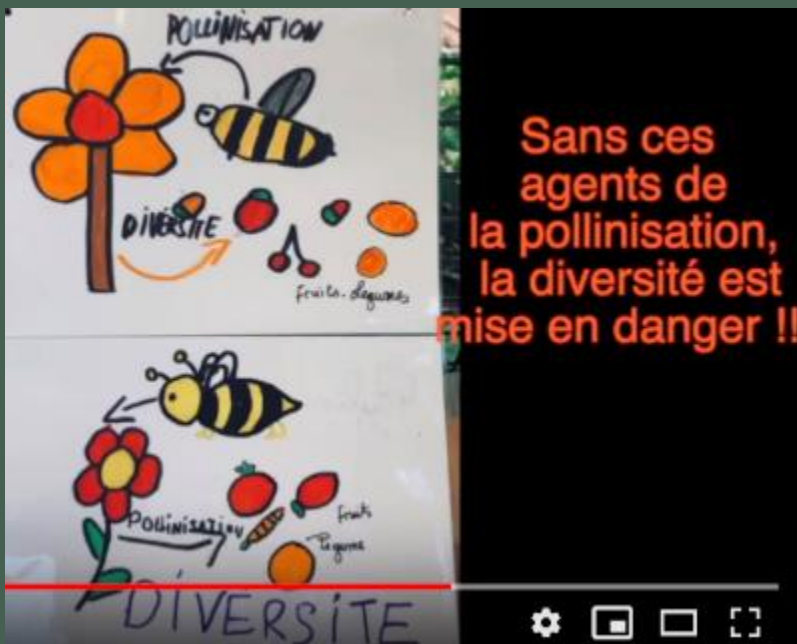 POLLINISATION
DIVERSITE
fruits-légumes
Sans ces
agents de
la pollinisation,
la diversité est
mise en danger !!
POLLINISATION
fruits
légume
DIVERSITE